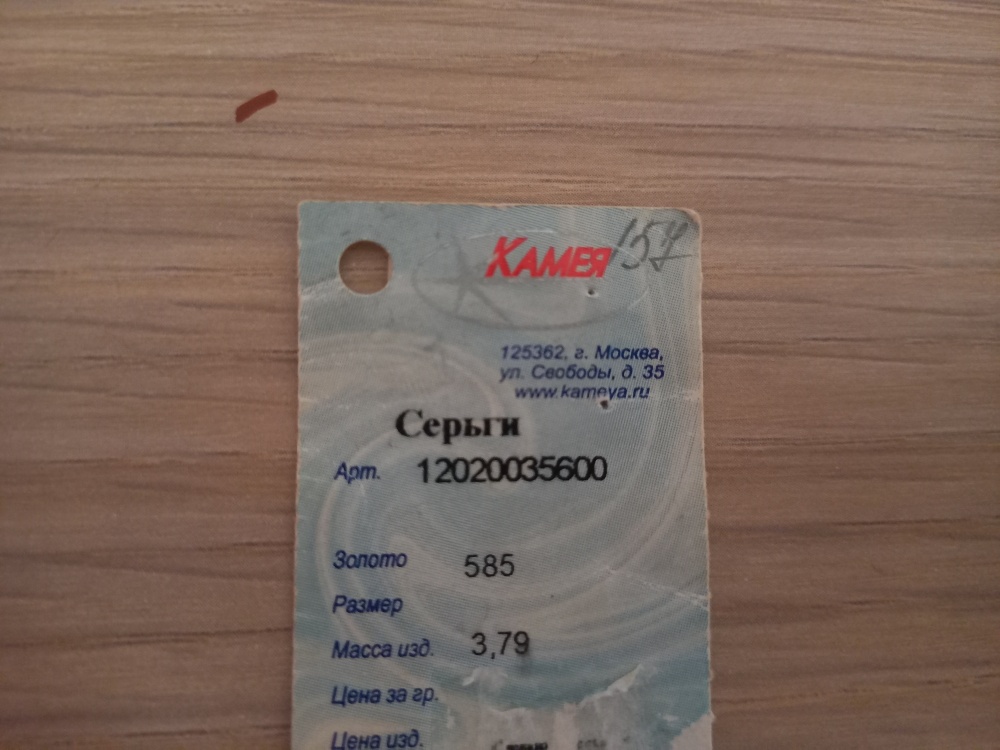 КАМЕЯ 157
125362, г. Москва,
ул. Свободы, д. 35
www.kameya.ru
Серьги
Арт. 12020035600
Золото 585
Размер
Масса изд. 3,79
Цена за гр.
Цена изд.